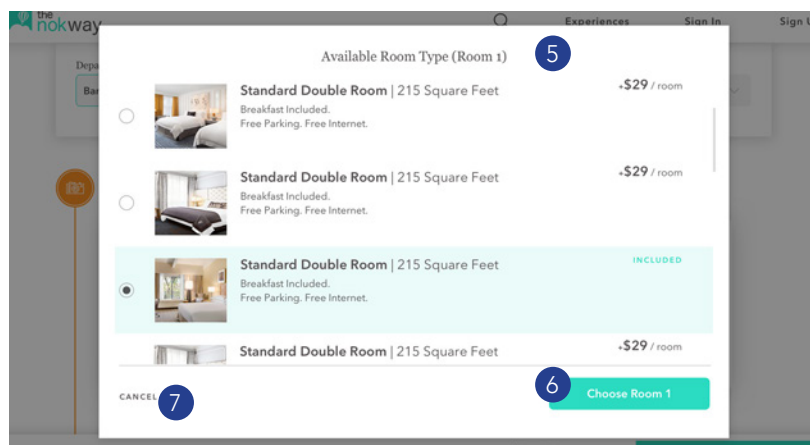 the
nokway
Experiences
Sign In
Sign U
Available Room Type (Room 1)
5
Depa
Bar
Standard Double Room | 215 Square Feet
+$29 / room
Breakfast Included.
Free Parking. Free Internet.
Standard Double Room | 215 Square Feet
+$29 / room
Breakfast Included.
Free Parking. Free Internet.
Standard Double Room | 215 Square Feet
INCLUDED
Breakfast Included.
Free Parking. Free Internet.
Standard Double Room | 215 Square Feet
+$29 / room
CANCEL
7
6
Choose Room 1